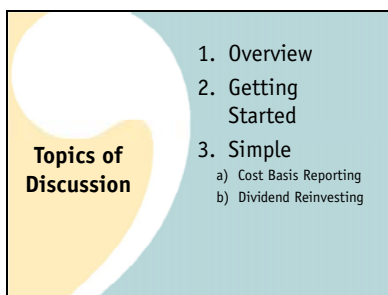 Topics of
Discussion
1. Overview
2. Getting
Started
3. Simple
a) Cost Basis Reporting
b) Dividend Reinvesting